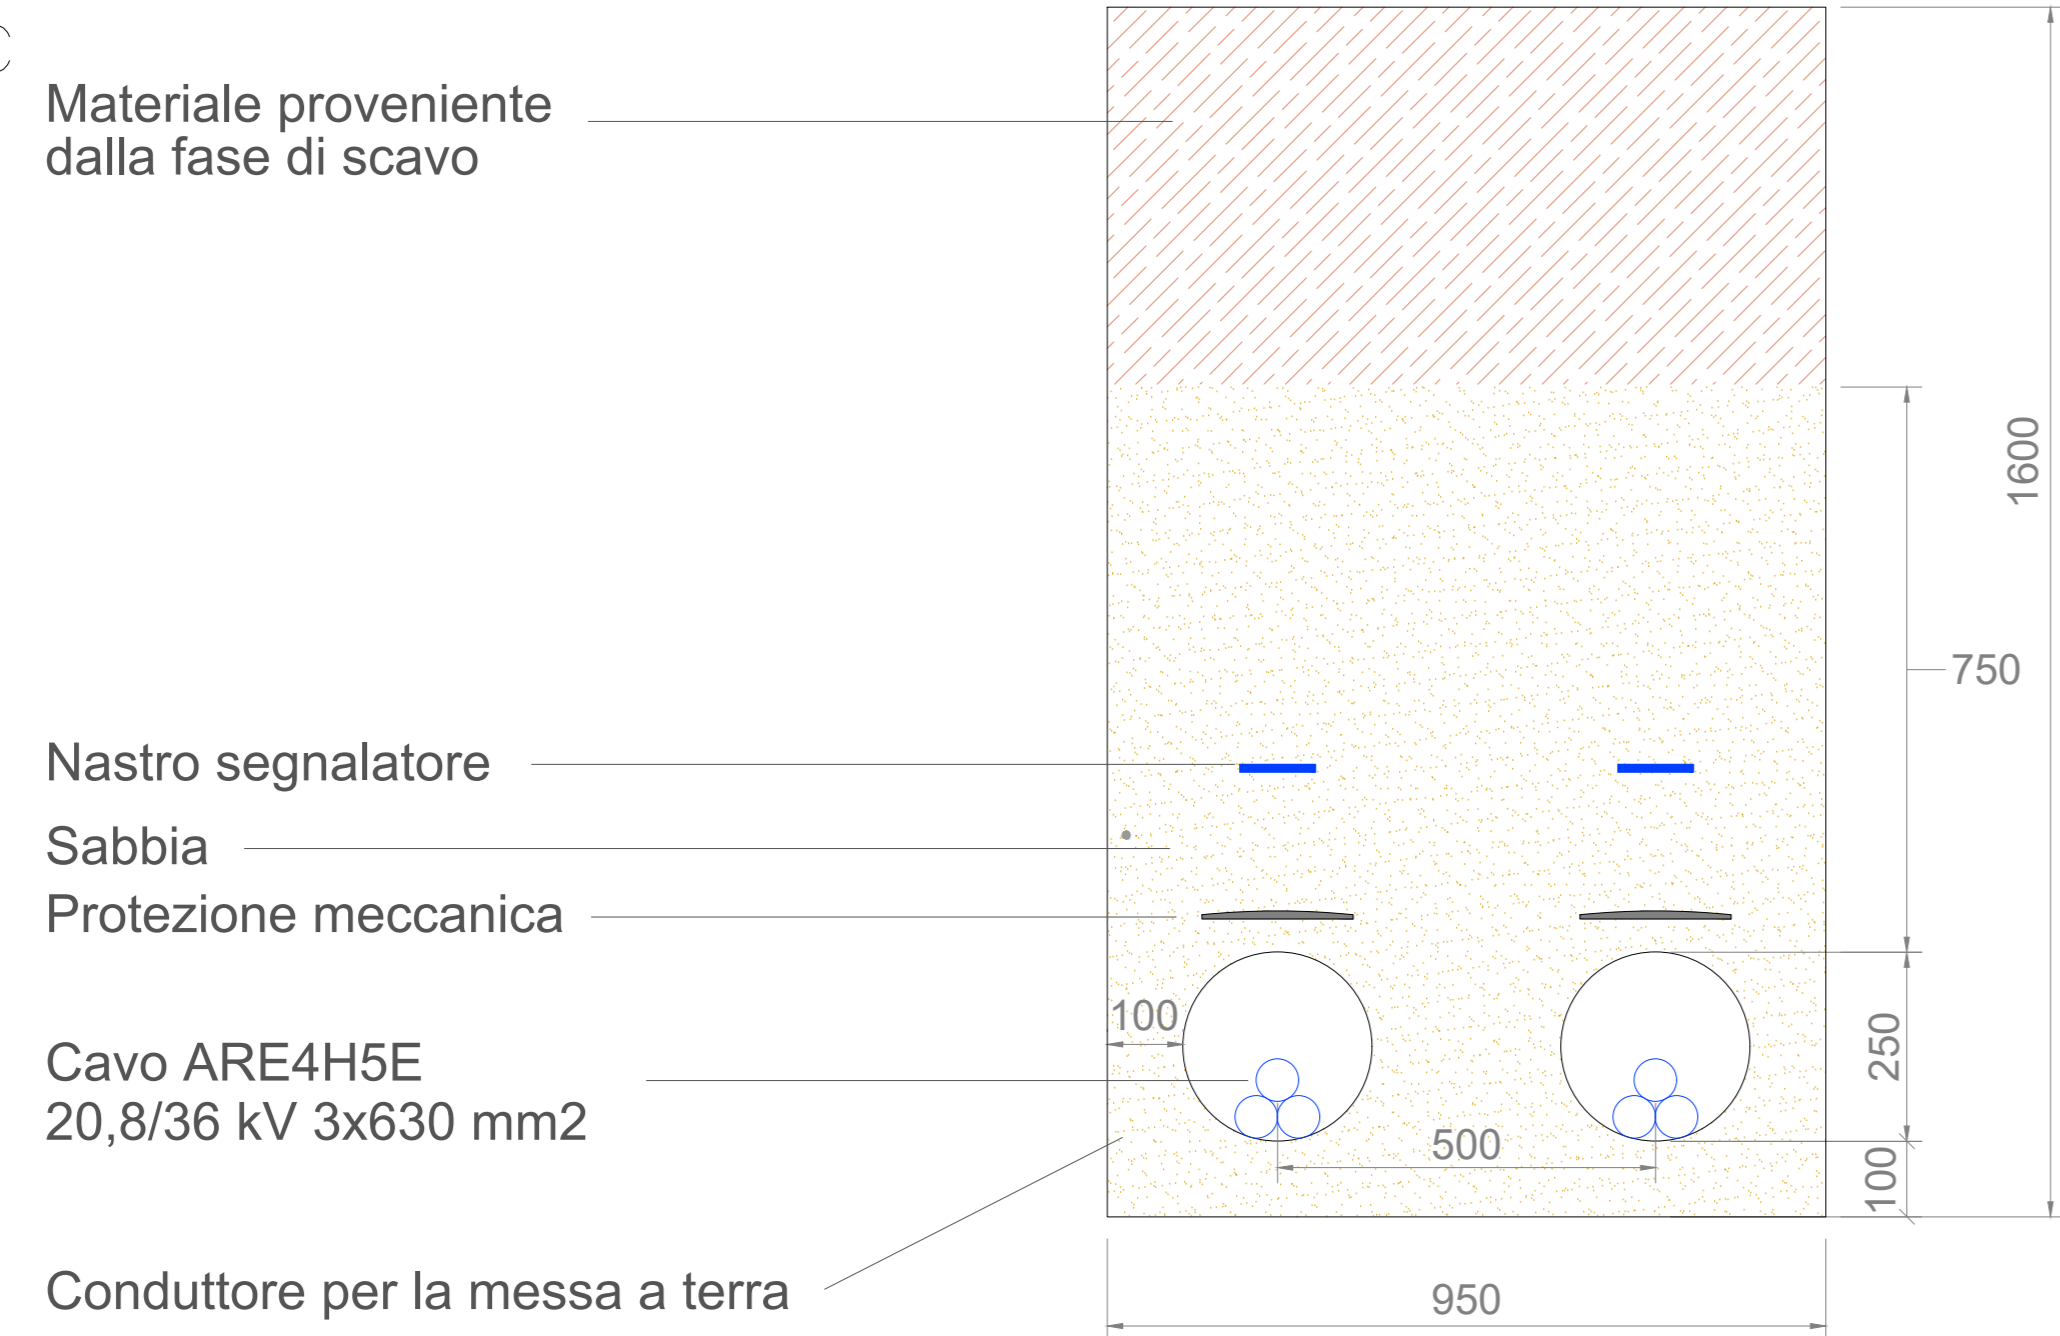 Materiale proveniente
dalla fase di scavo
1600
750
Nastro segnalatore
Sabbia
Protezione meccanica
100
250
Cavo ARE4H5E
20,8/36 kV 3x630 mm2
500
100
Conduttore per la messa a terra
950